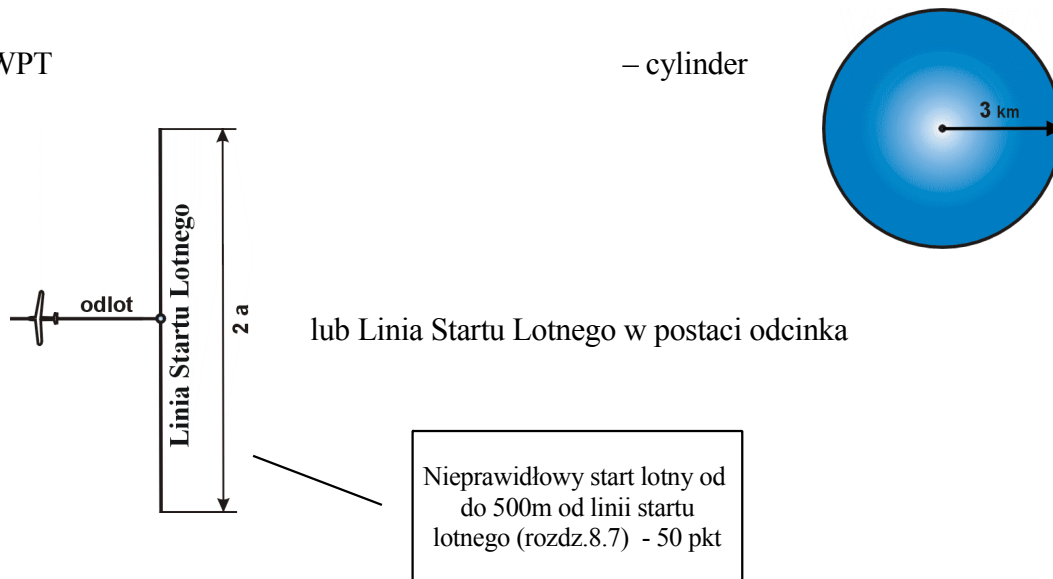 WPT
– cylinder
3 km
odlot
Linia Startu Lotnego
2 a
lub Linia Startu Lotnego w postaci odcinka
Nieprawidłowy start lotny od
do 500m od linii startu
lotnego (rozdz.8.7) - 50 pkt